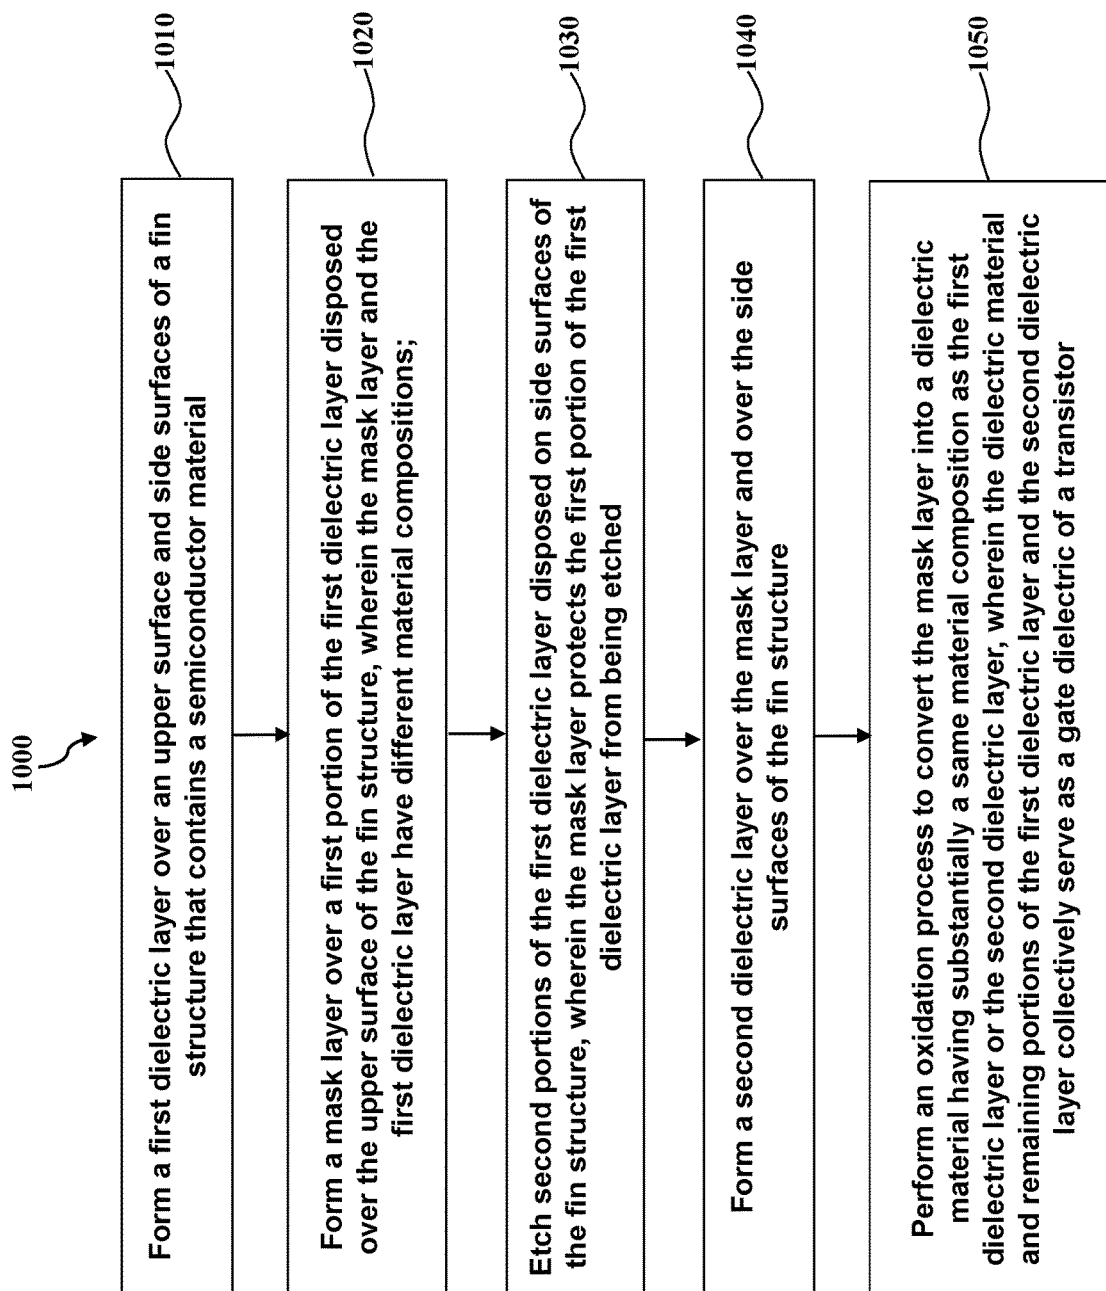 1000
Form a first dielectric layer over an upper surface and side surfaces of a fin
structure that contains a semiconductor material
1010
Form a mask layer over a first portion of the first dielectric layer disposed
over the upper surface of the fin structure, wherein the mask layer and the
first dielectric layer have different material compositions;
1020
Etch second portions of the first dielectric layer disposed on side surfaces of
the fin structure, wherein the mask layer protects the first portion of the first
dielectric layer from being etched
1030
Form a second dielectric layer over the mask layer and over the side
surfaces of the fin structure
1040
Perform an oxidation process to convert the mask layer into a dielectric
material having substantially a same material composition as the first
dielectric layer or the second dielectric layer, wherein the dielectric material
and remaining portions of the first dielectric layer and the second dielectric
layer collectively serve as a gate dielectric of a transistor
1050